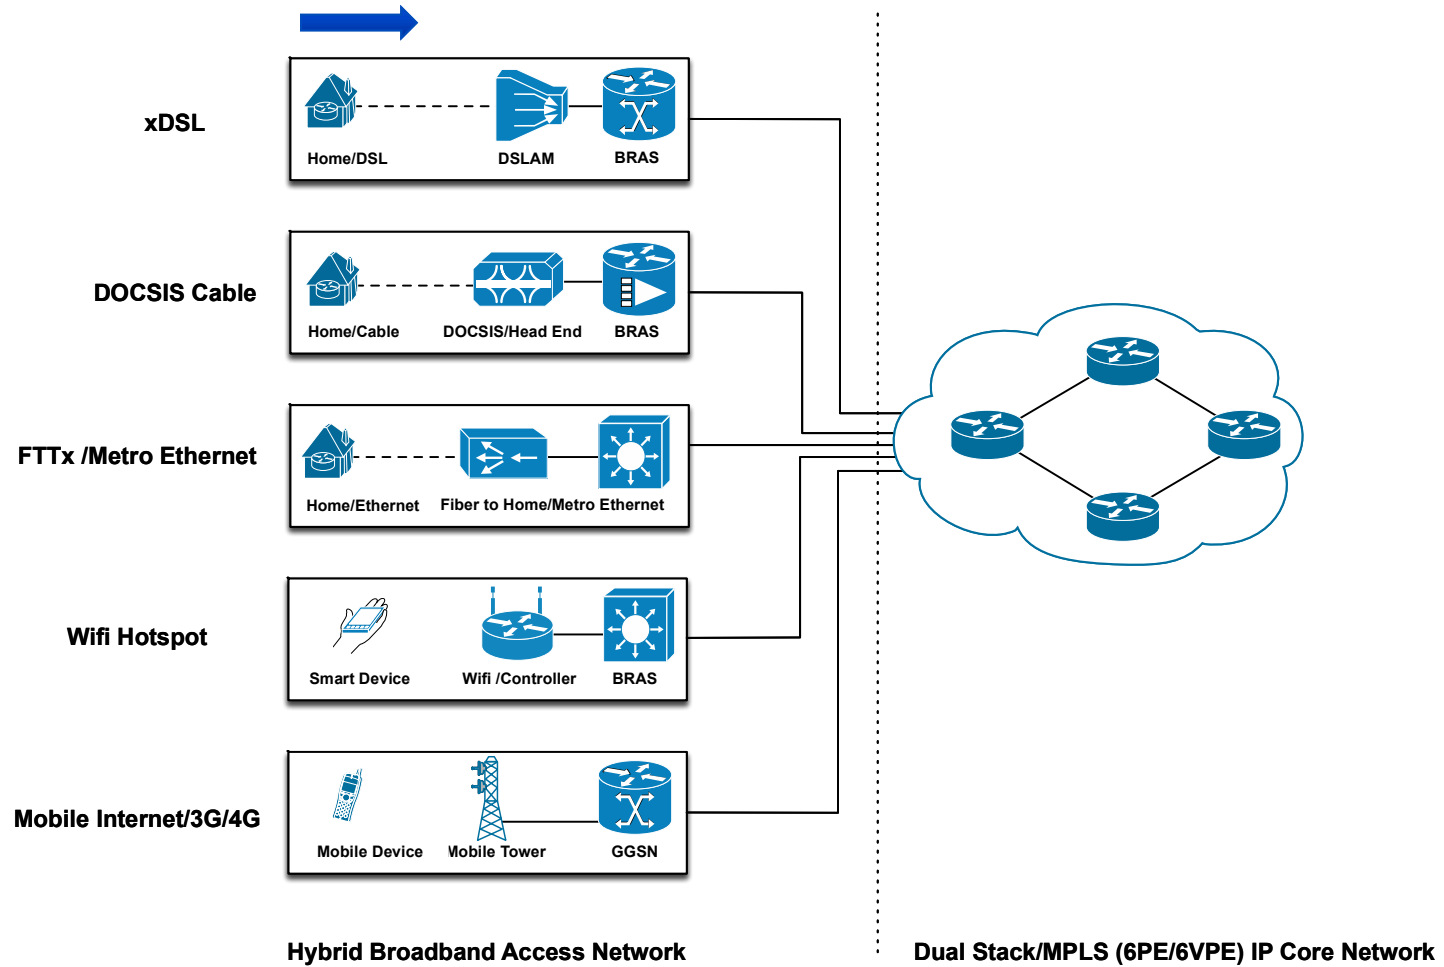 xDSL
Home/DSL
DSLAM
BRAS
DOCSIS Cable
Home/Cable
DOCSIS/Head End
BRAS
FTTx /Metro Ethernet
Home/Ethernet
Fiber to Home/Metro Ethernet
Wifi Hotspot
Smart Device
Wifi /Controller
BRAS
Mobile Internet/3G/4G
Mobile Device
Mobile Tower
GGSN
Hybrid Broadband Access Network
Dual Stack/MPLS (6PE/6VPE) IP Core Network